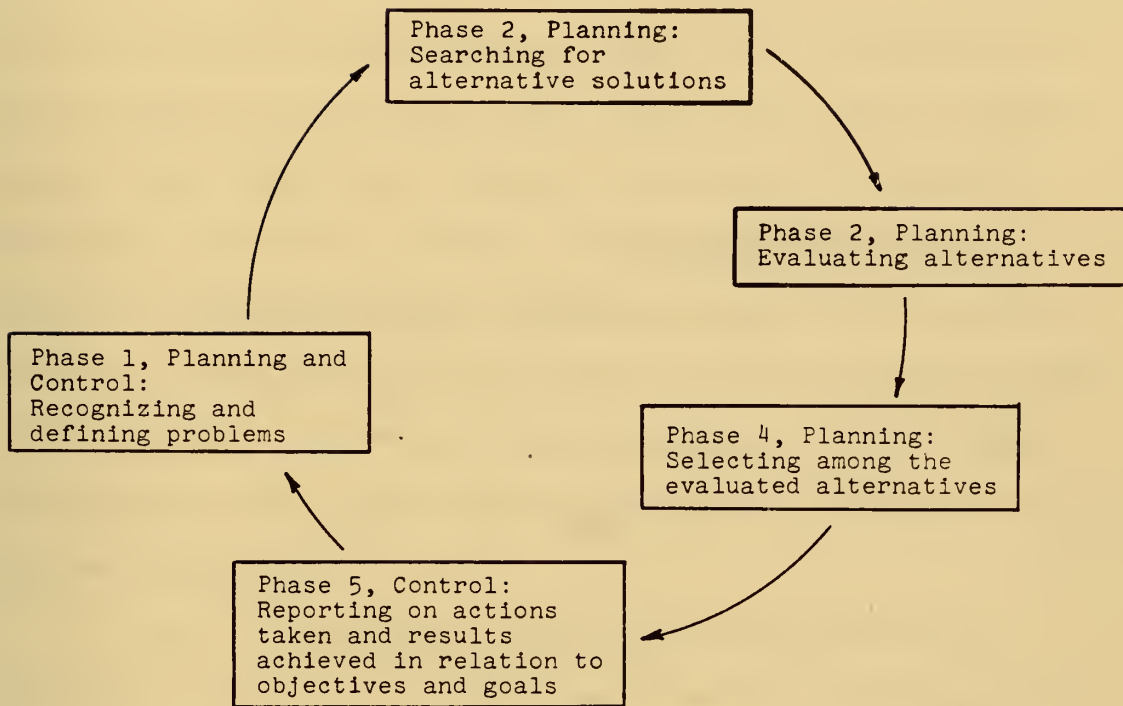 Phase 2, Planning:
Searching for
alternative solutions
Phase 2, Planning:
Evaluating alternatives
Phase 1, Planning and
Control:
Recognizing and
defining problems
Phase 4, Planning:
Selecting among the
evaluated alternatives
Phase 5, Control:
Reporting on actions
taken and results
achieved in relation to
objectives and goals